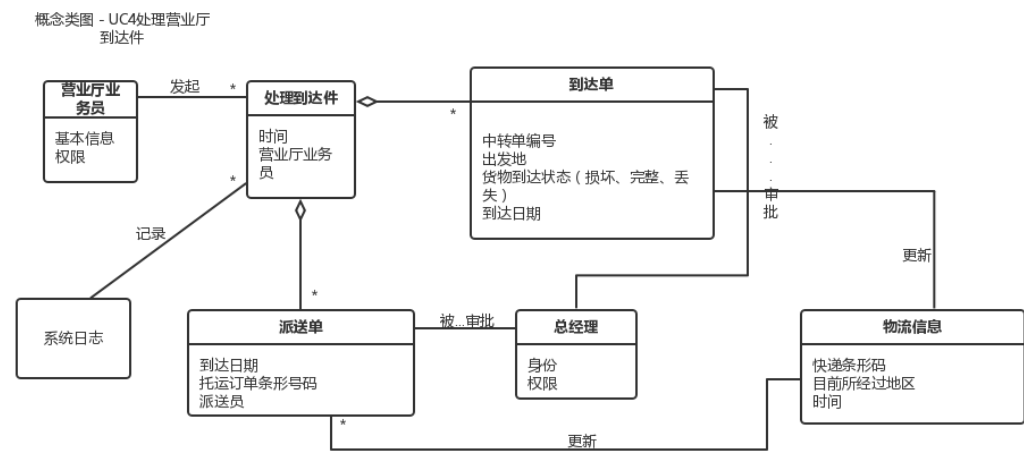 概念类图 - UC4处理营业厅
到达件
营业厅业
务员
基本信息
权限
发起
*
处理到达件
时间
营业厅业务
员
*
到达单
中转单编号
出发地
货物到达状态（损坏、完整、丢
失）
到达日期
被
.
.
.
审
批
*
记录
系统日志
更新
*
派送单
到达日期
托运订单条形号码
派送员
被...审批
总经理
身份
权限
物流信息
快递条形码
目前所经过地区
时间
*
更新